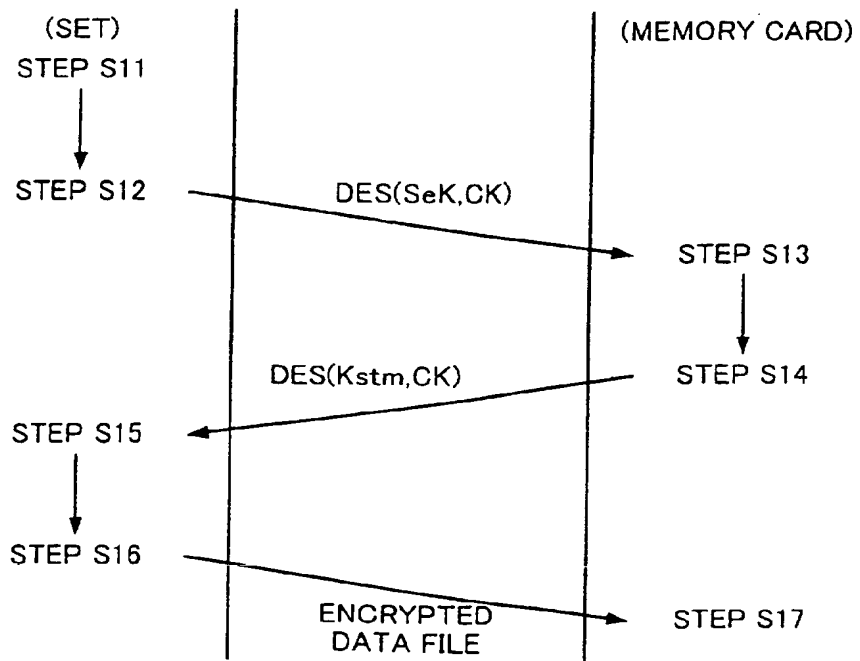 (SET)
(MEMORY CARD)
STEP S11
STEP S12
DES(SeK,CK)
STEP S13
DES(Kstm,CK)
STEP S14
STEP S15
STEP S16
ENCRYPTED
DATA FILE
STEP S17